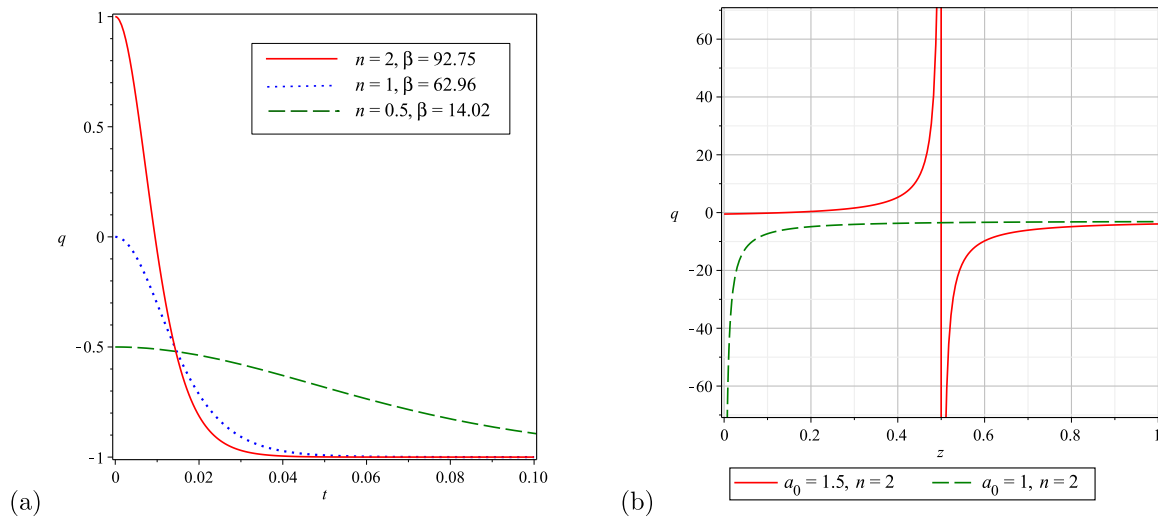 1
0.5
q 0
−0.5
−1
0 0.02 0.04 0.06 0.08 0.10
t
n = 2, β = 92.75
n = 1, β = 62.96
n = 0.5, β = 14.02
(a)
60
40
20
q 0
−20
−40
−60
0 0.2 0.4 0.6 0.8 1
z
a₀ = 1.5, n = 2 a₀ = 1, n = 2
(b)